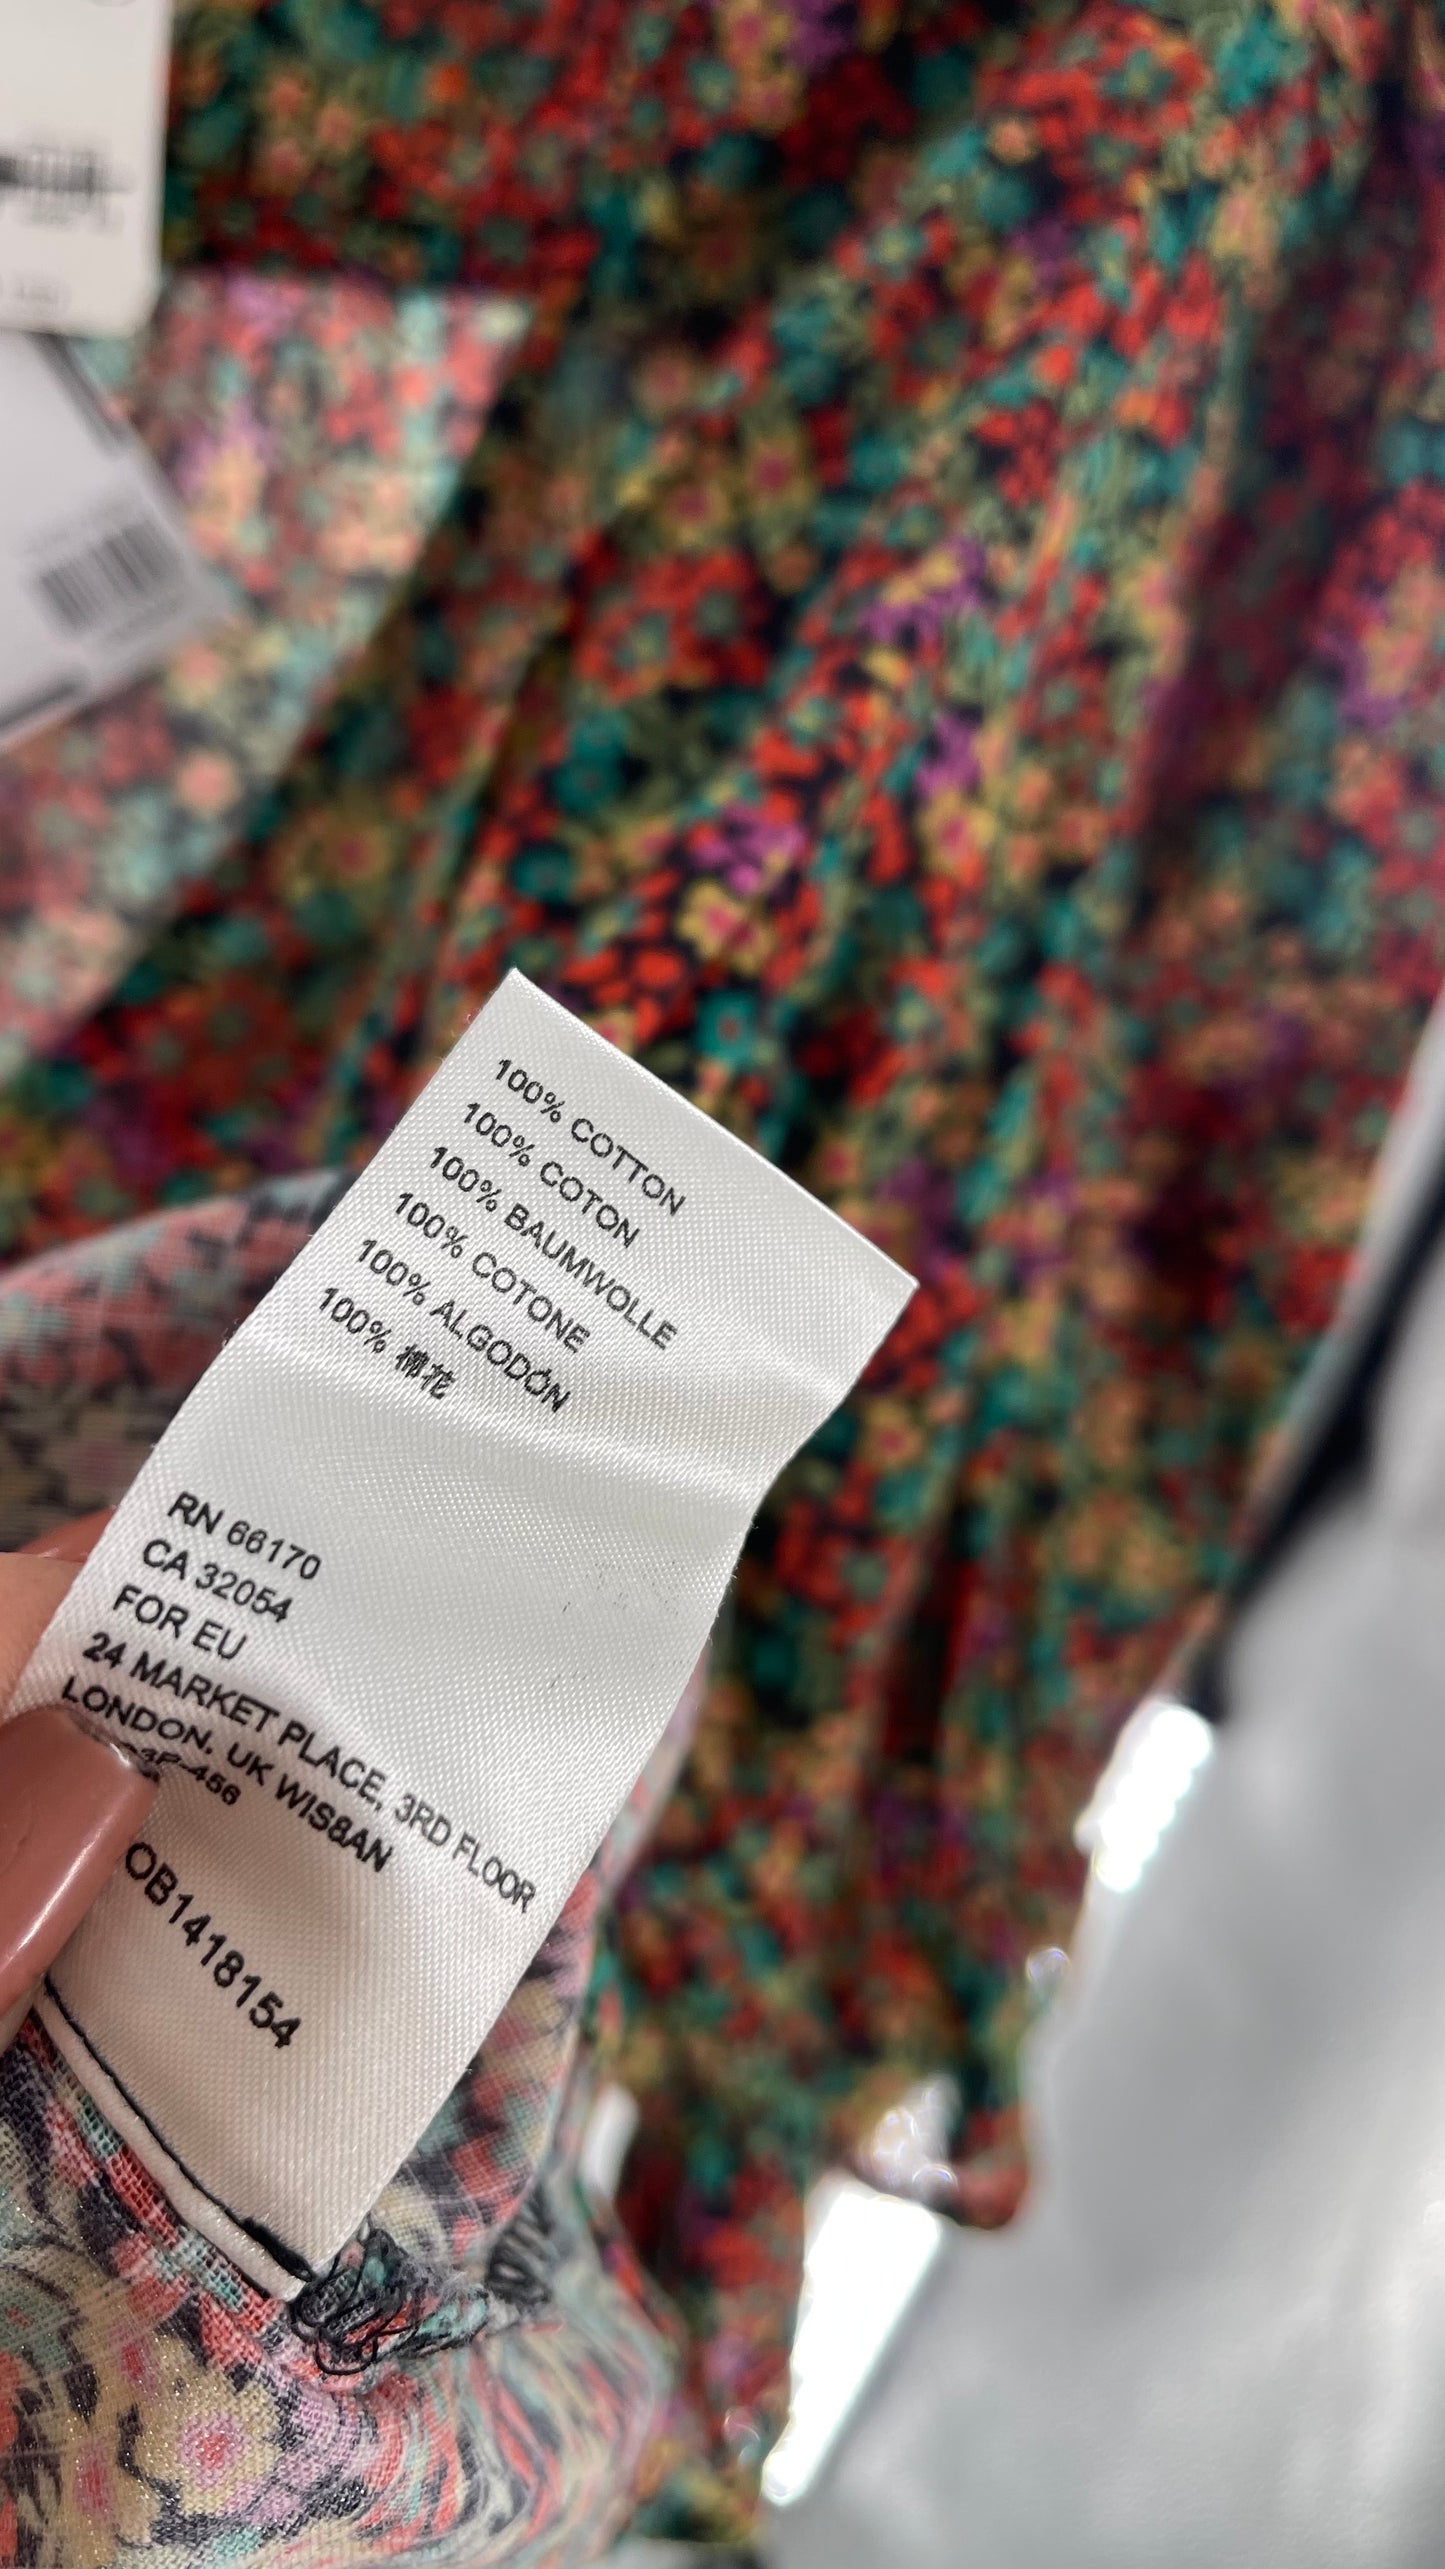 100% COTTON
100% COTON
100% BAUMWOLLE
100% COTONE
100% ALGODÓN
100% 棉花
RN 66170
CA 32054
FOR EU
24 MARKET PLACE, 3RD FLOOR
LONDON, UK WIS8AN
OB1418154